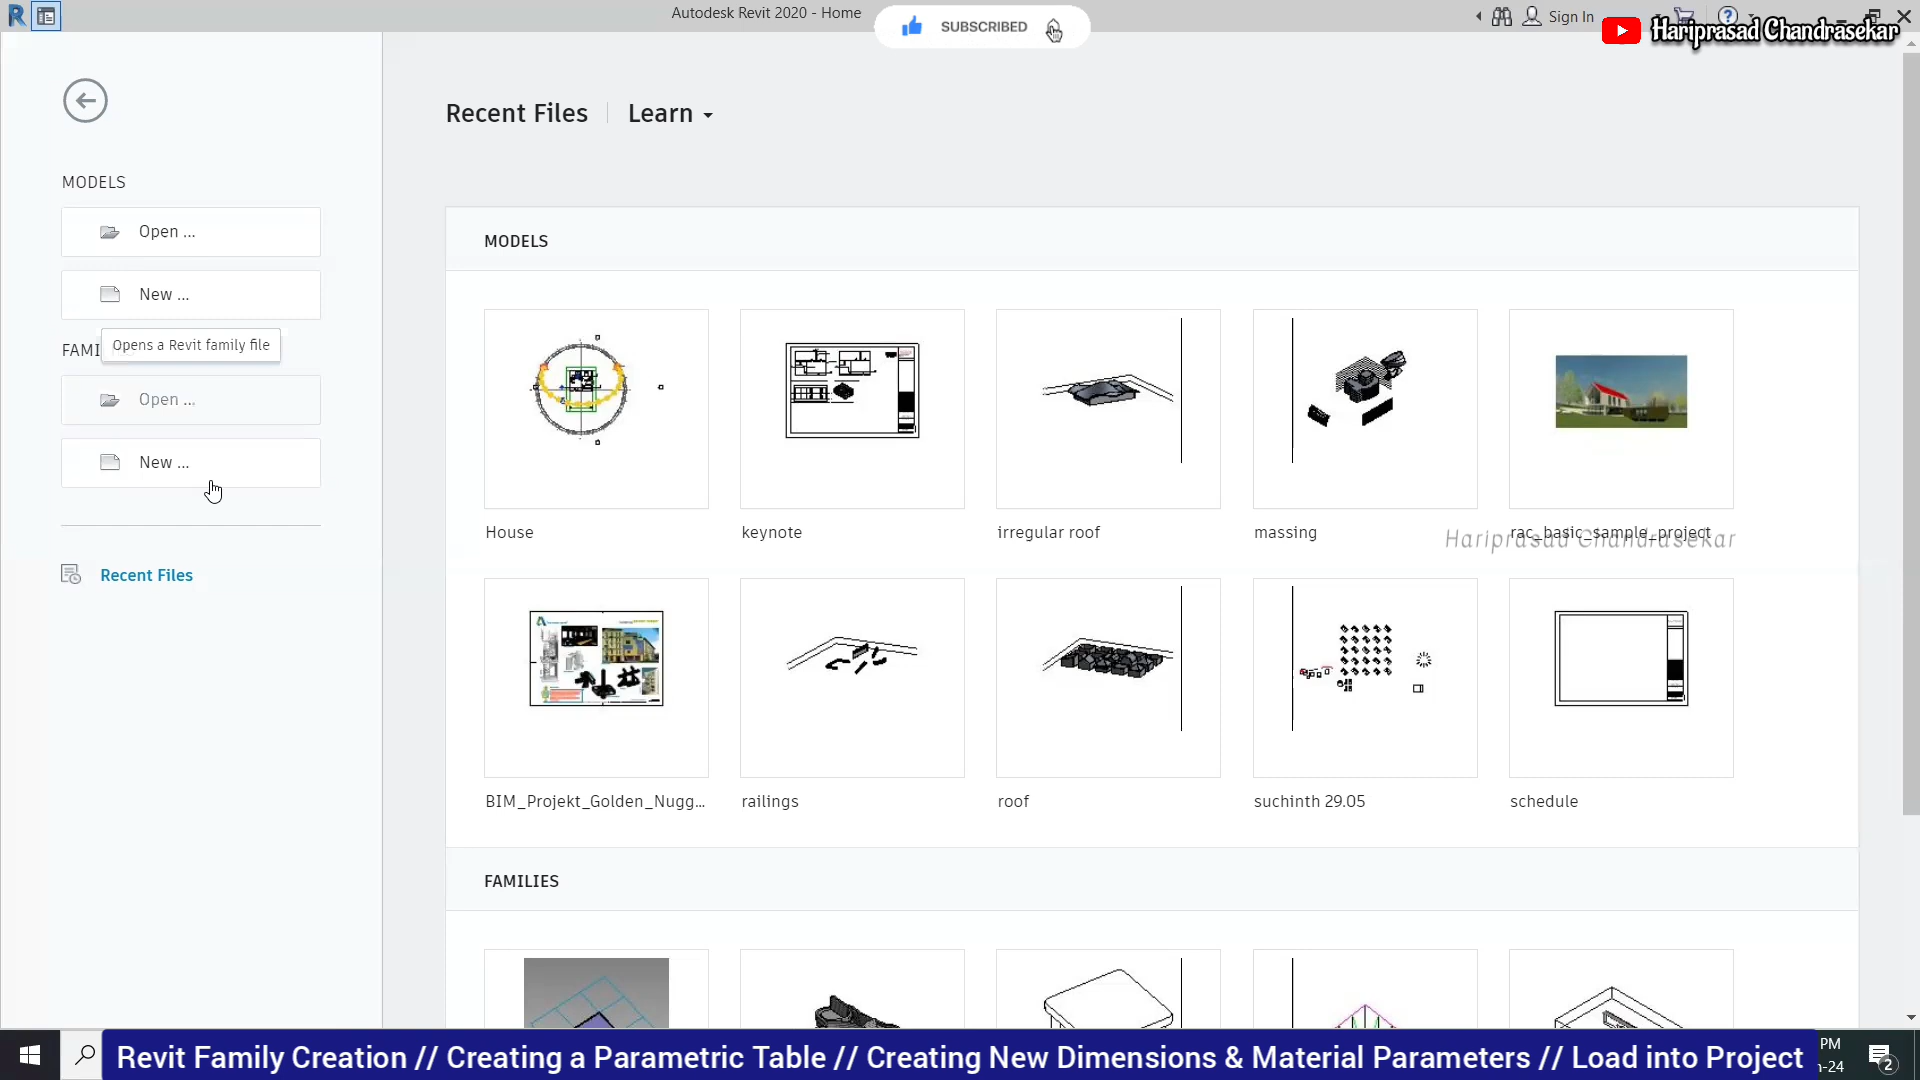 Autodesk Revit 2020 - Home
SUBSCRIBED
Sign In
Hariprasad Chandrasekar
Recent Files
Learn
MODELS
Open ...
New ...
Opens a Revit family file
FAMI
Open ...
New ...
Recent Files
MODELS
House
keynote
irregular roof
massing
rac_basic_sample_project
Hariprasad Chandrasekar
BIM_Projekt_Golden_Nugg...
railings
roof
suchinth 29.05
schedule
FAMILIES
Revit Family Creation // Creating a Parametric Table // Creating New Dimensions & Material Parameters // Load into Project
PM
-24
2